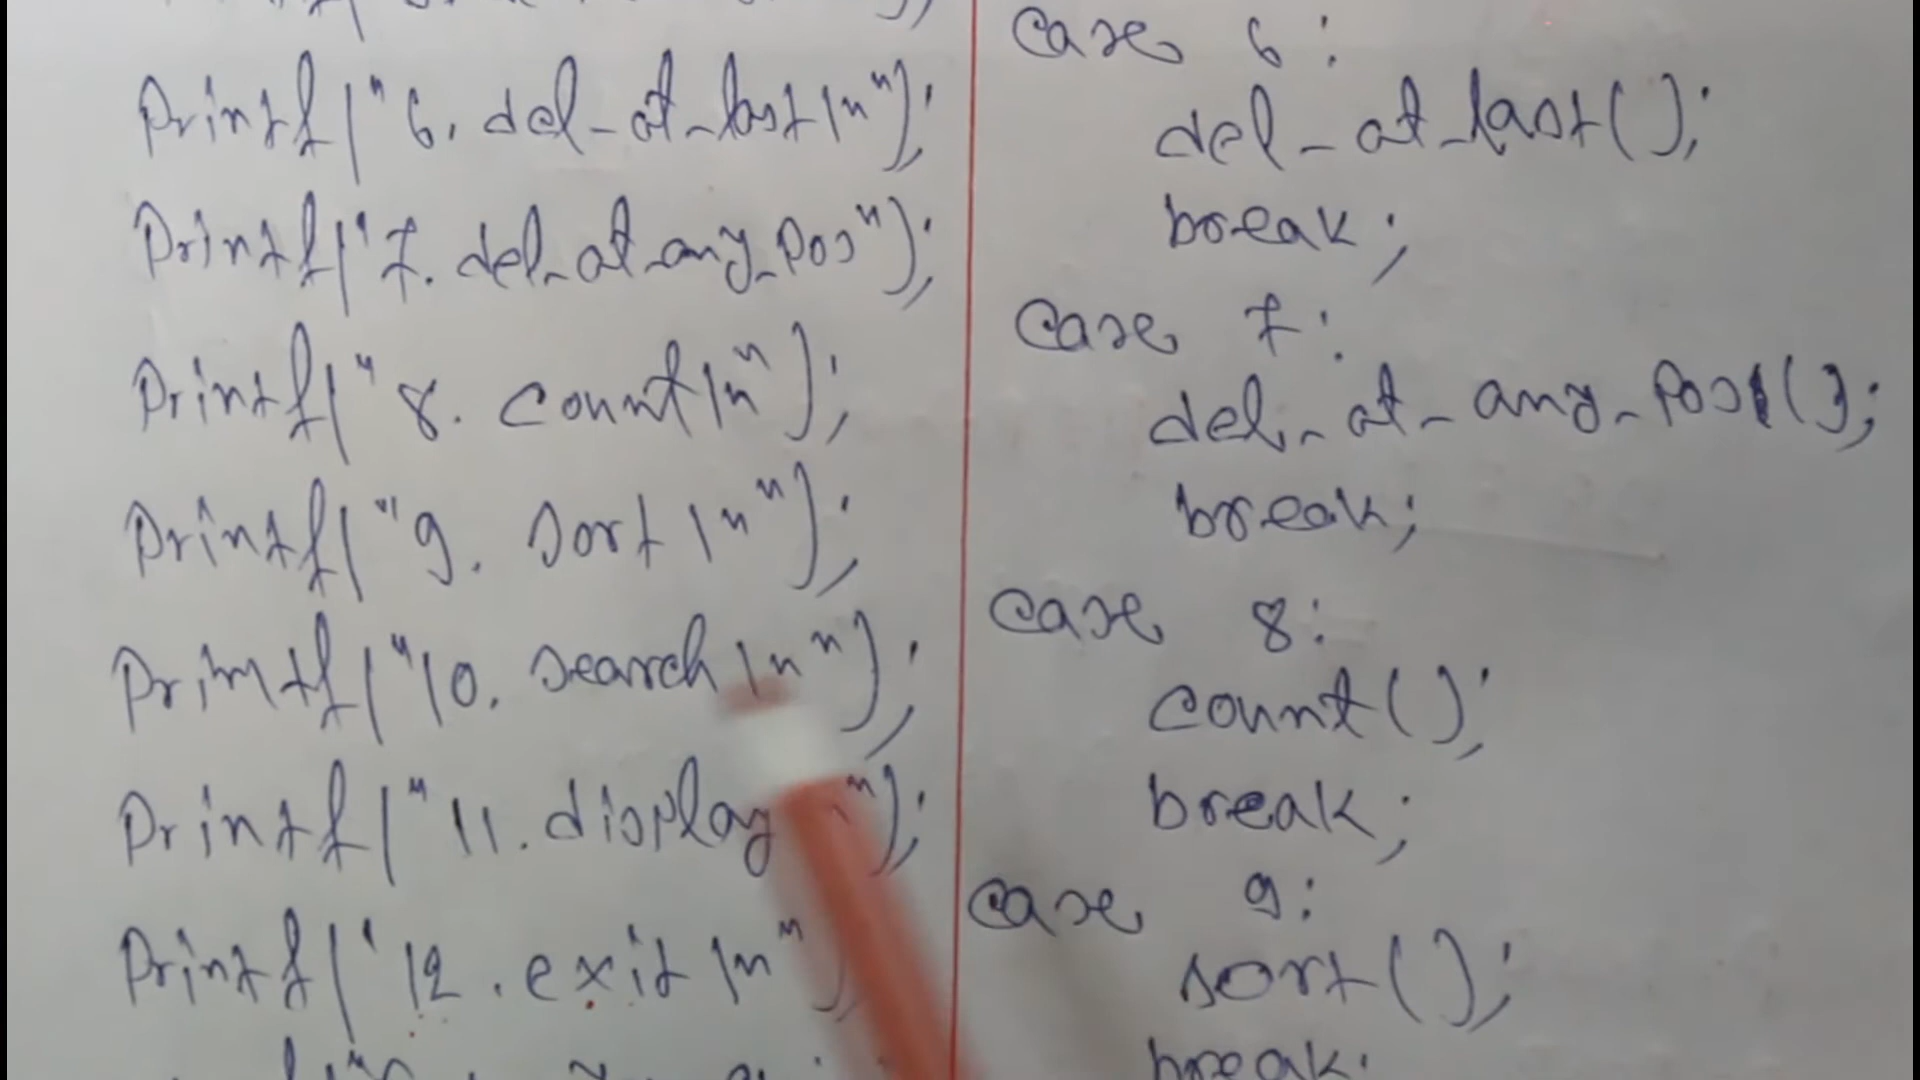 Printf("6. del-at-last\n");
Printf("7. del-at-any-Pos");
Printf("8. count\n");
Printf("9. sort\n");
Printf("10. search\n");
Printf("11. display\n");
Printf("12. exit\n");
case 6:
del-at-last();
break;
case 7:
del-at-any-Pos();
break;
case 8:
count();
break;
case 9:
sort();
break;